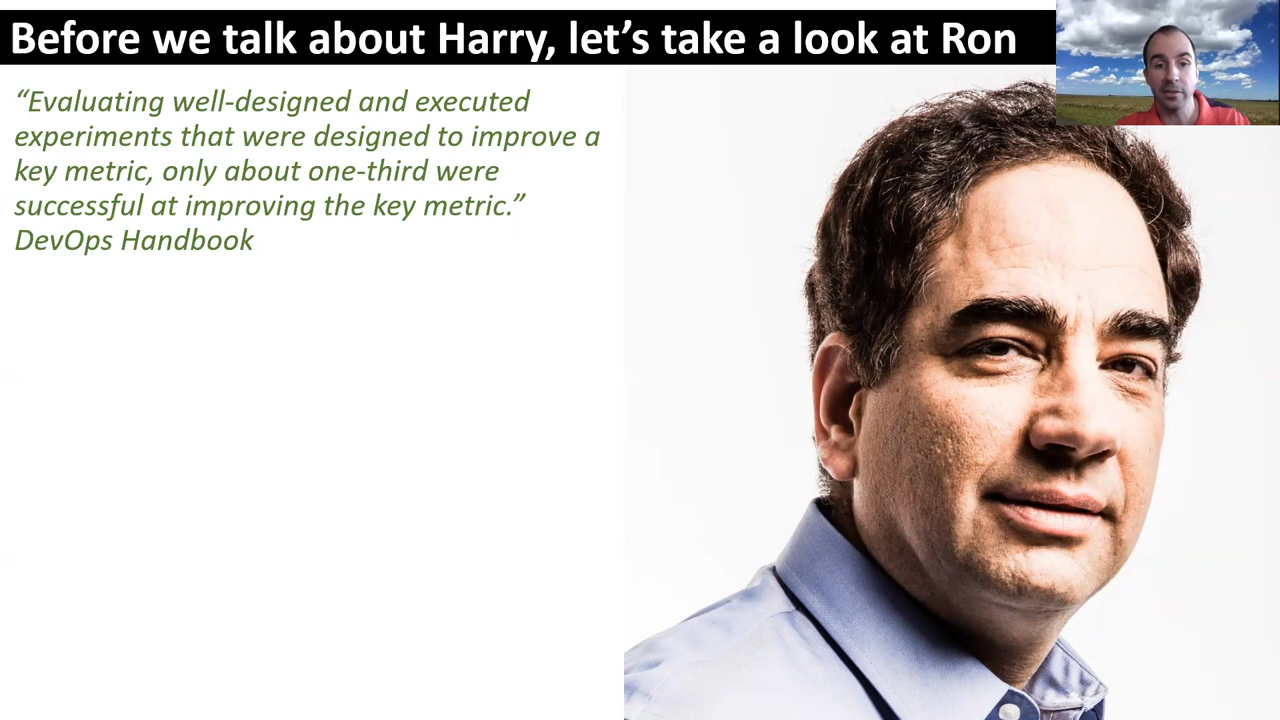 Before we talk about Harry, let’s take a look at Ron
“Evaluating well-designed and executed
experiments that were designed to improve a
key metric, only about one-third were
successful at improving the key metric.”
DevOps Handbook